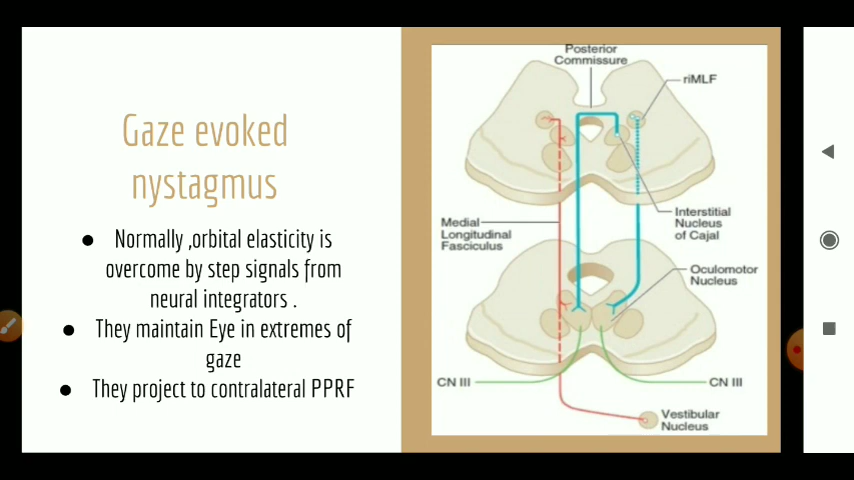 Gaze evoked
nystagmus
● Normally ,orbital elasticity is
overcome by step signals from
neural integrators .
● They maintain Eye in extremes of
gaze
● They project to contralateral PPRF
Posterior
Commissure
riMLF
Medial
Longitudinal
Fasciculus
Interstitial
Nucleus
of Cajal
Oculomotor
Nucleus
CN III
CN III
Vestibular
Nucleus